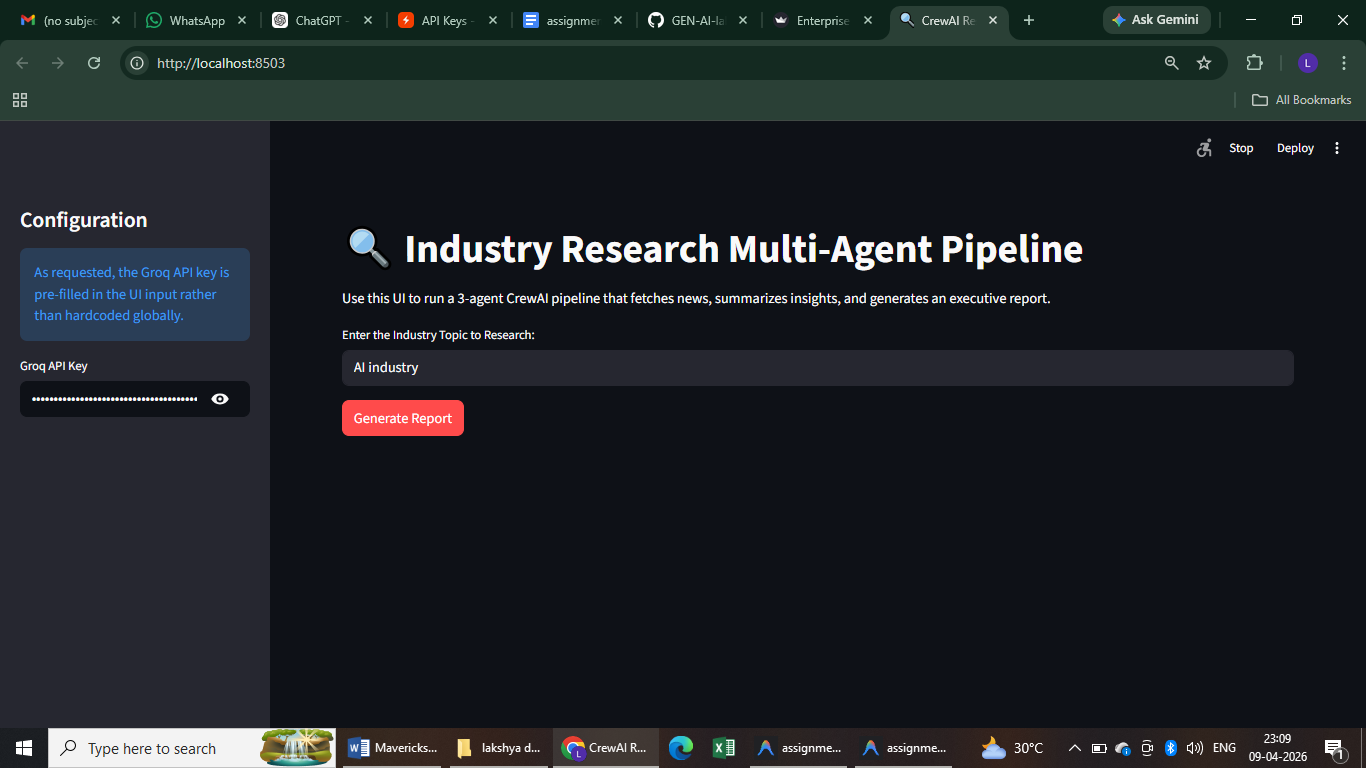 (no subjec
WhatsApp
ChatGPT -
API Keys -
assignmen
GEN-AI-la
Enterprise
CrewAI Re
Ask Gemini
http://localhost:8503
L
All Bookmarks
Stop
Deploy
Configuration
As requested, the Groq API key is
pre-filled in the UI input rather
than hardcoded globally.
Groq API Key
Industry Research Multi-Agent Pipeline
Use this UI to run a 3-agent CrewAI pipeline that fetches news, summarizes insights, and generates an executive report.
Enter the Industry Topic to Research:
AI industry
Generate Report
Type here to search
Mavericks...
lakshya d...
CrewAI R...
assignme...
assignme...
30°C
ENG
23:09
09-04-2026
1